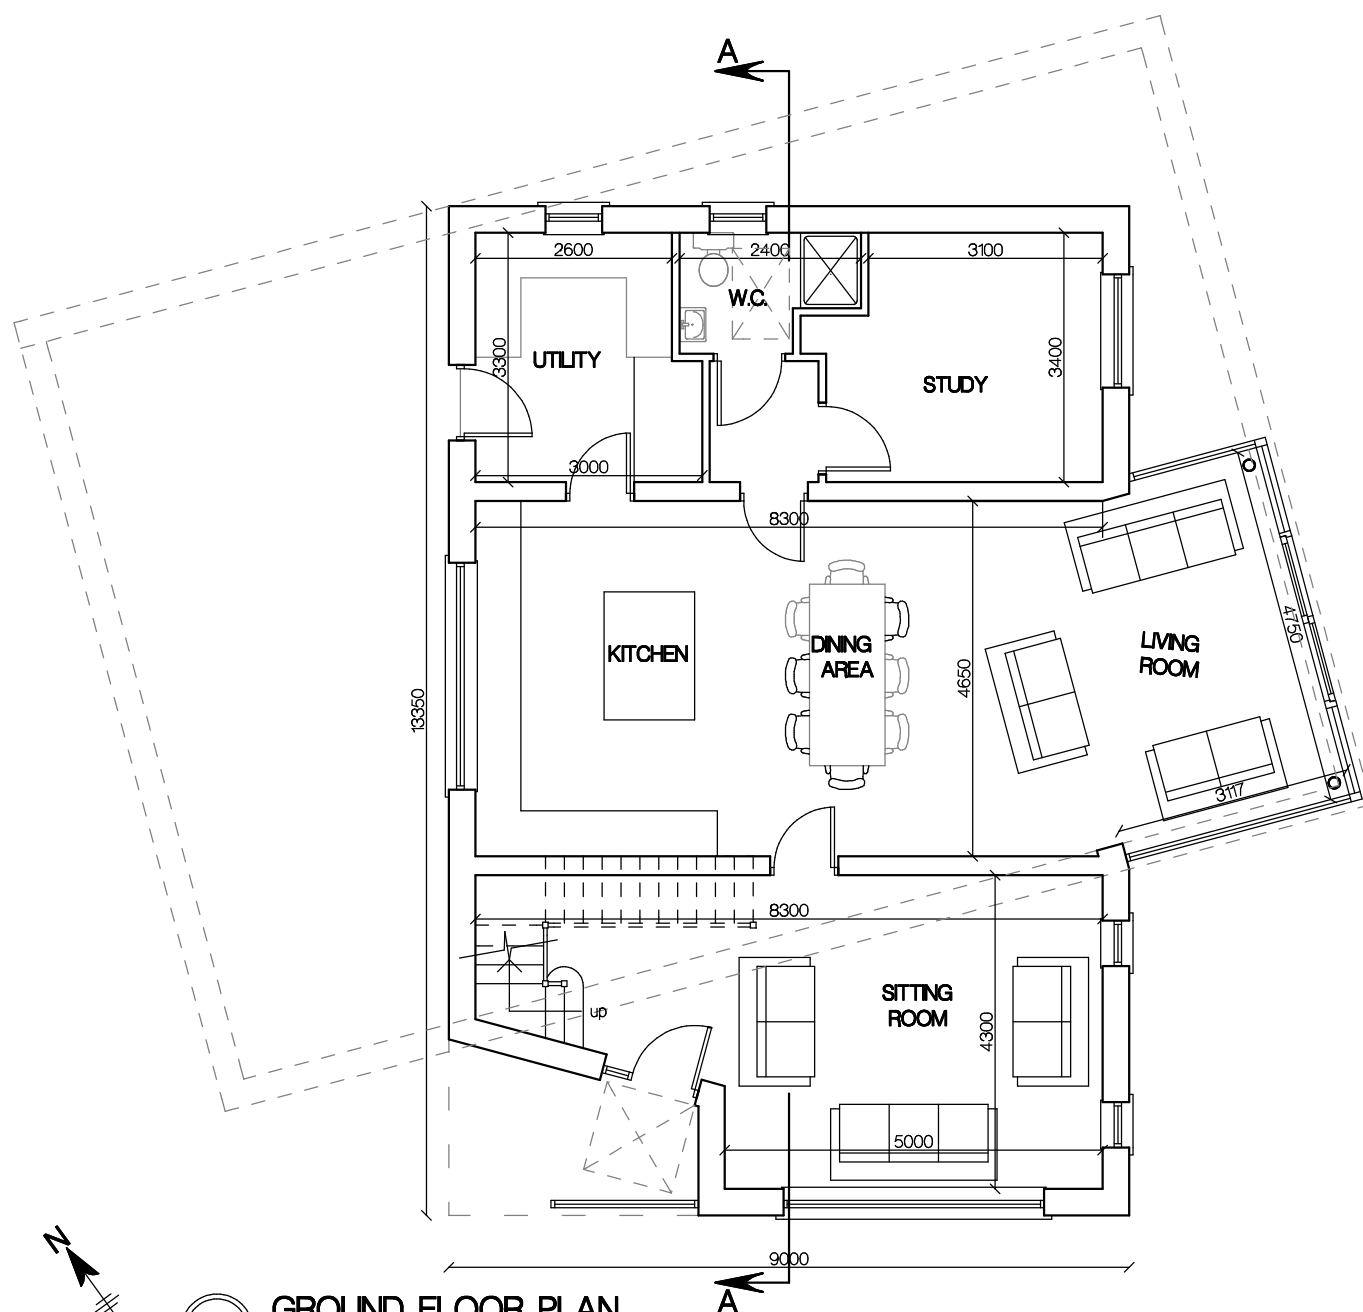 A
2600
2400
3100
W.C.
3300
UTILITY
3400
STUDY
3000
8300
KITCHEN
DINING
AREA
LIVING
ROOM
4750
4650
13350
3117
8300
SITTING
ROOM
up
4300
5000
9000
N
A
GROUND FLOOR PLAN